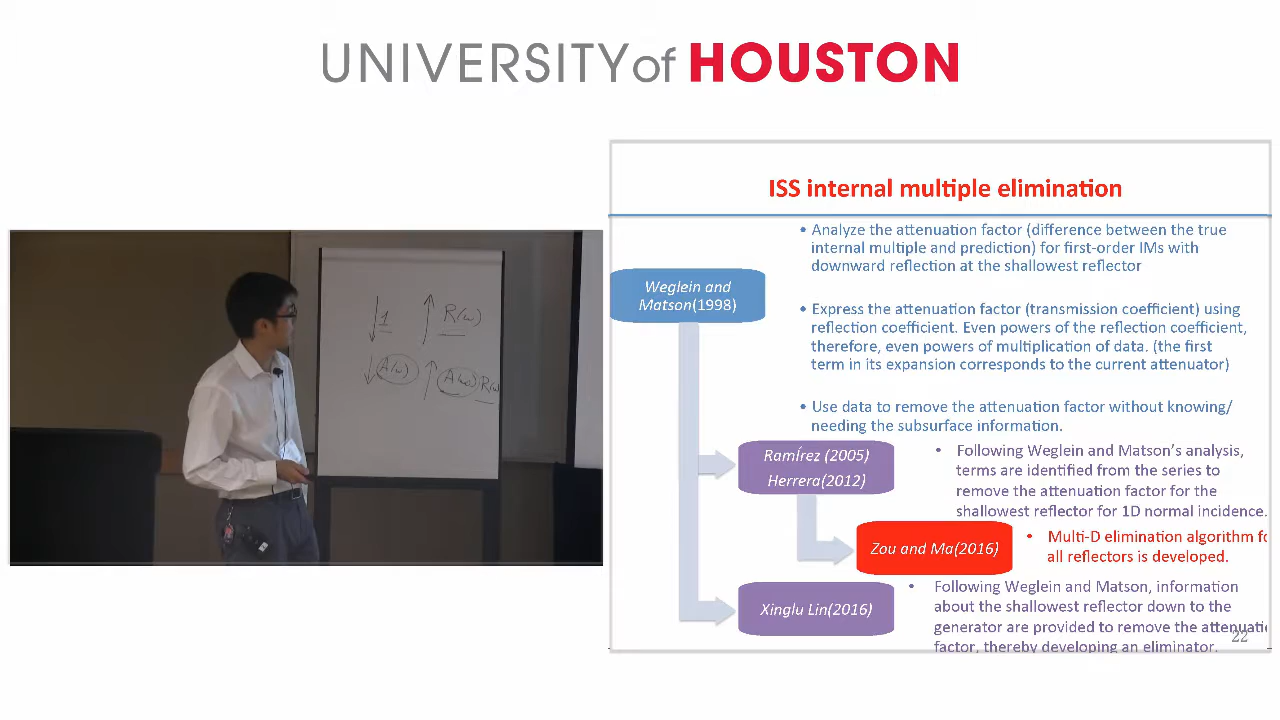 UNIVERSITY of HOUSTON
ISS internal multiple elimination
• Analyze the attenuation factor (difference between the true
internal multiple and prediction) for first-order IMs with
downward reflection at the shallowest reflector
Weglein and
Matson(1998)
• Express the attenuation factor (transmission coefficient) using
reflection coefficient. Even powers of the reflection coefficient,
therefore, even powers of multiplication of data. (the first
term in its expansion corresponds to the current attenuator)
• Use data to remove the attenuation factor without knowing/
needing the subsurface information.
Ramírez (2005)
Herrera(2012)
• Following Weglein and Matson's analysis,
terms are identified from the series to
remove the attenuation factor for the
shallowest reflector for 1D normal incidence.
Zou and Ma(2016)
• Multi-D elimination algorithm fo
all reflectors is developed.
Xinglu Lin(2016)
• Following Weglein and Matson, information
about the shallowest reflector down to the
generator are provided to remove the attenuati
factor, thereby developing an eliminator.
22
↓1 ↑R(ω)
↓A(ω) ↑A(ω)R(ω